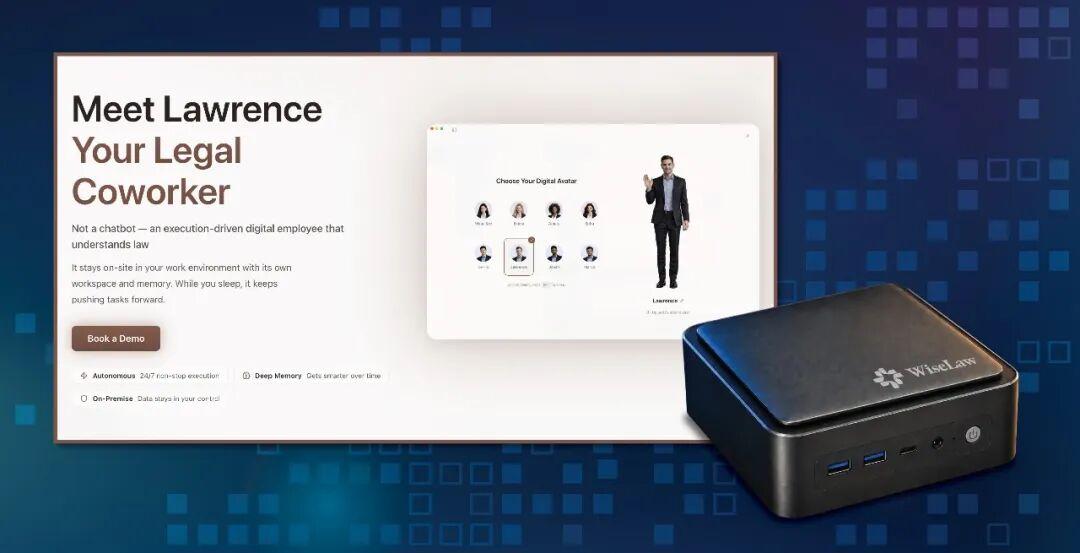 Meet Lawrence
Your Legal
Coworker
Not a chatbot — an execution-driven digital employee that
understands law
It stays on-site in your work environment with its own
workspace and memory. While you sleep, it keeps
pushing tasks forward.
Book a Demo
Autonomous 24/7 non-stop execution
Deep Memory Gets smarter over time
On-Premise Data stays in your control
Choose Your Digital Avatar
Lawrence
Lawrence
WiseLaw